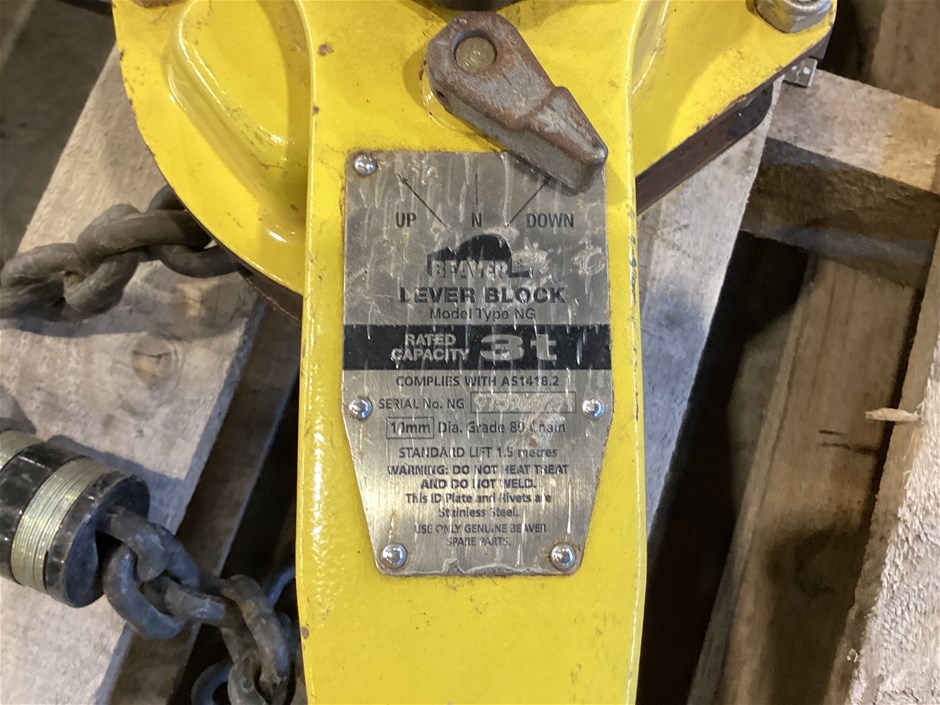 UP N DOWN
BEAVER
LEVER BLOCK
Model Type NG
RATED CAPACITY 3t
COMPLIES WITH AS1418.2
SERIAL No. NG
10mm Dia. Grade 80 Chain
STANDARD LIFT 1.5 metres
WARNING: DO NOT HEAT TREAT
AND DO NOT WELD.
This ID Plate and Rivets are
Stainless Steel.
USE ONLY GENUINE BEAVER
SPARE PARTS.